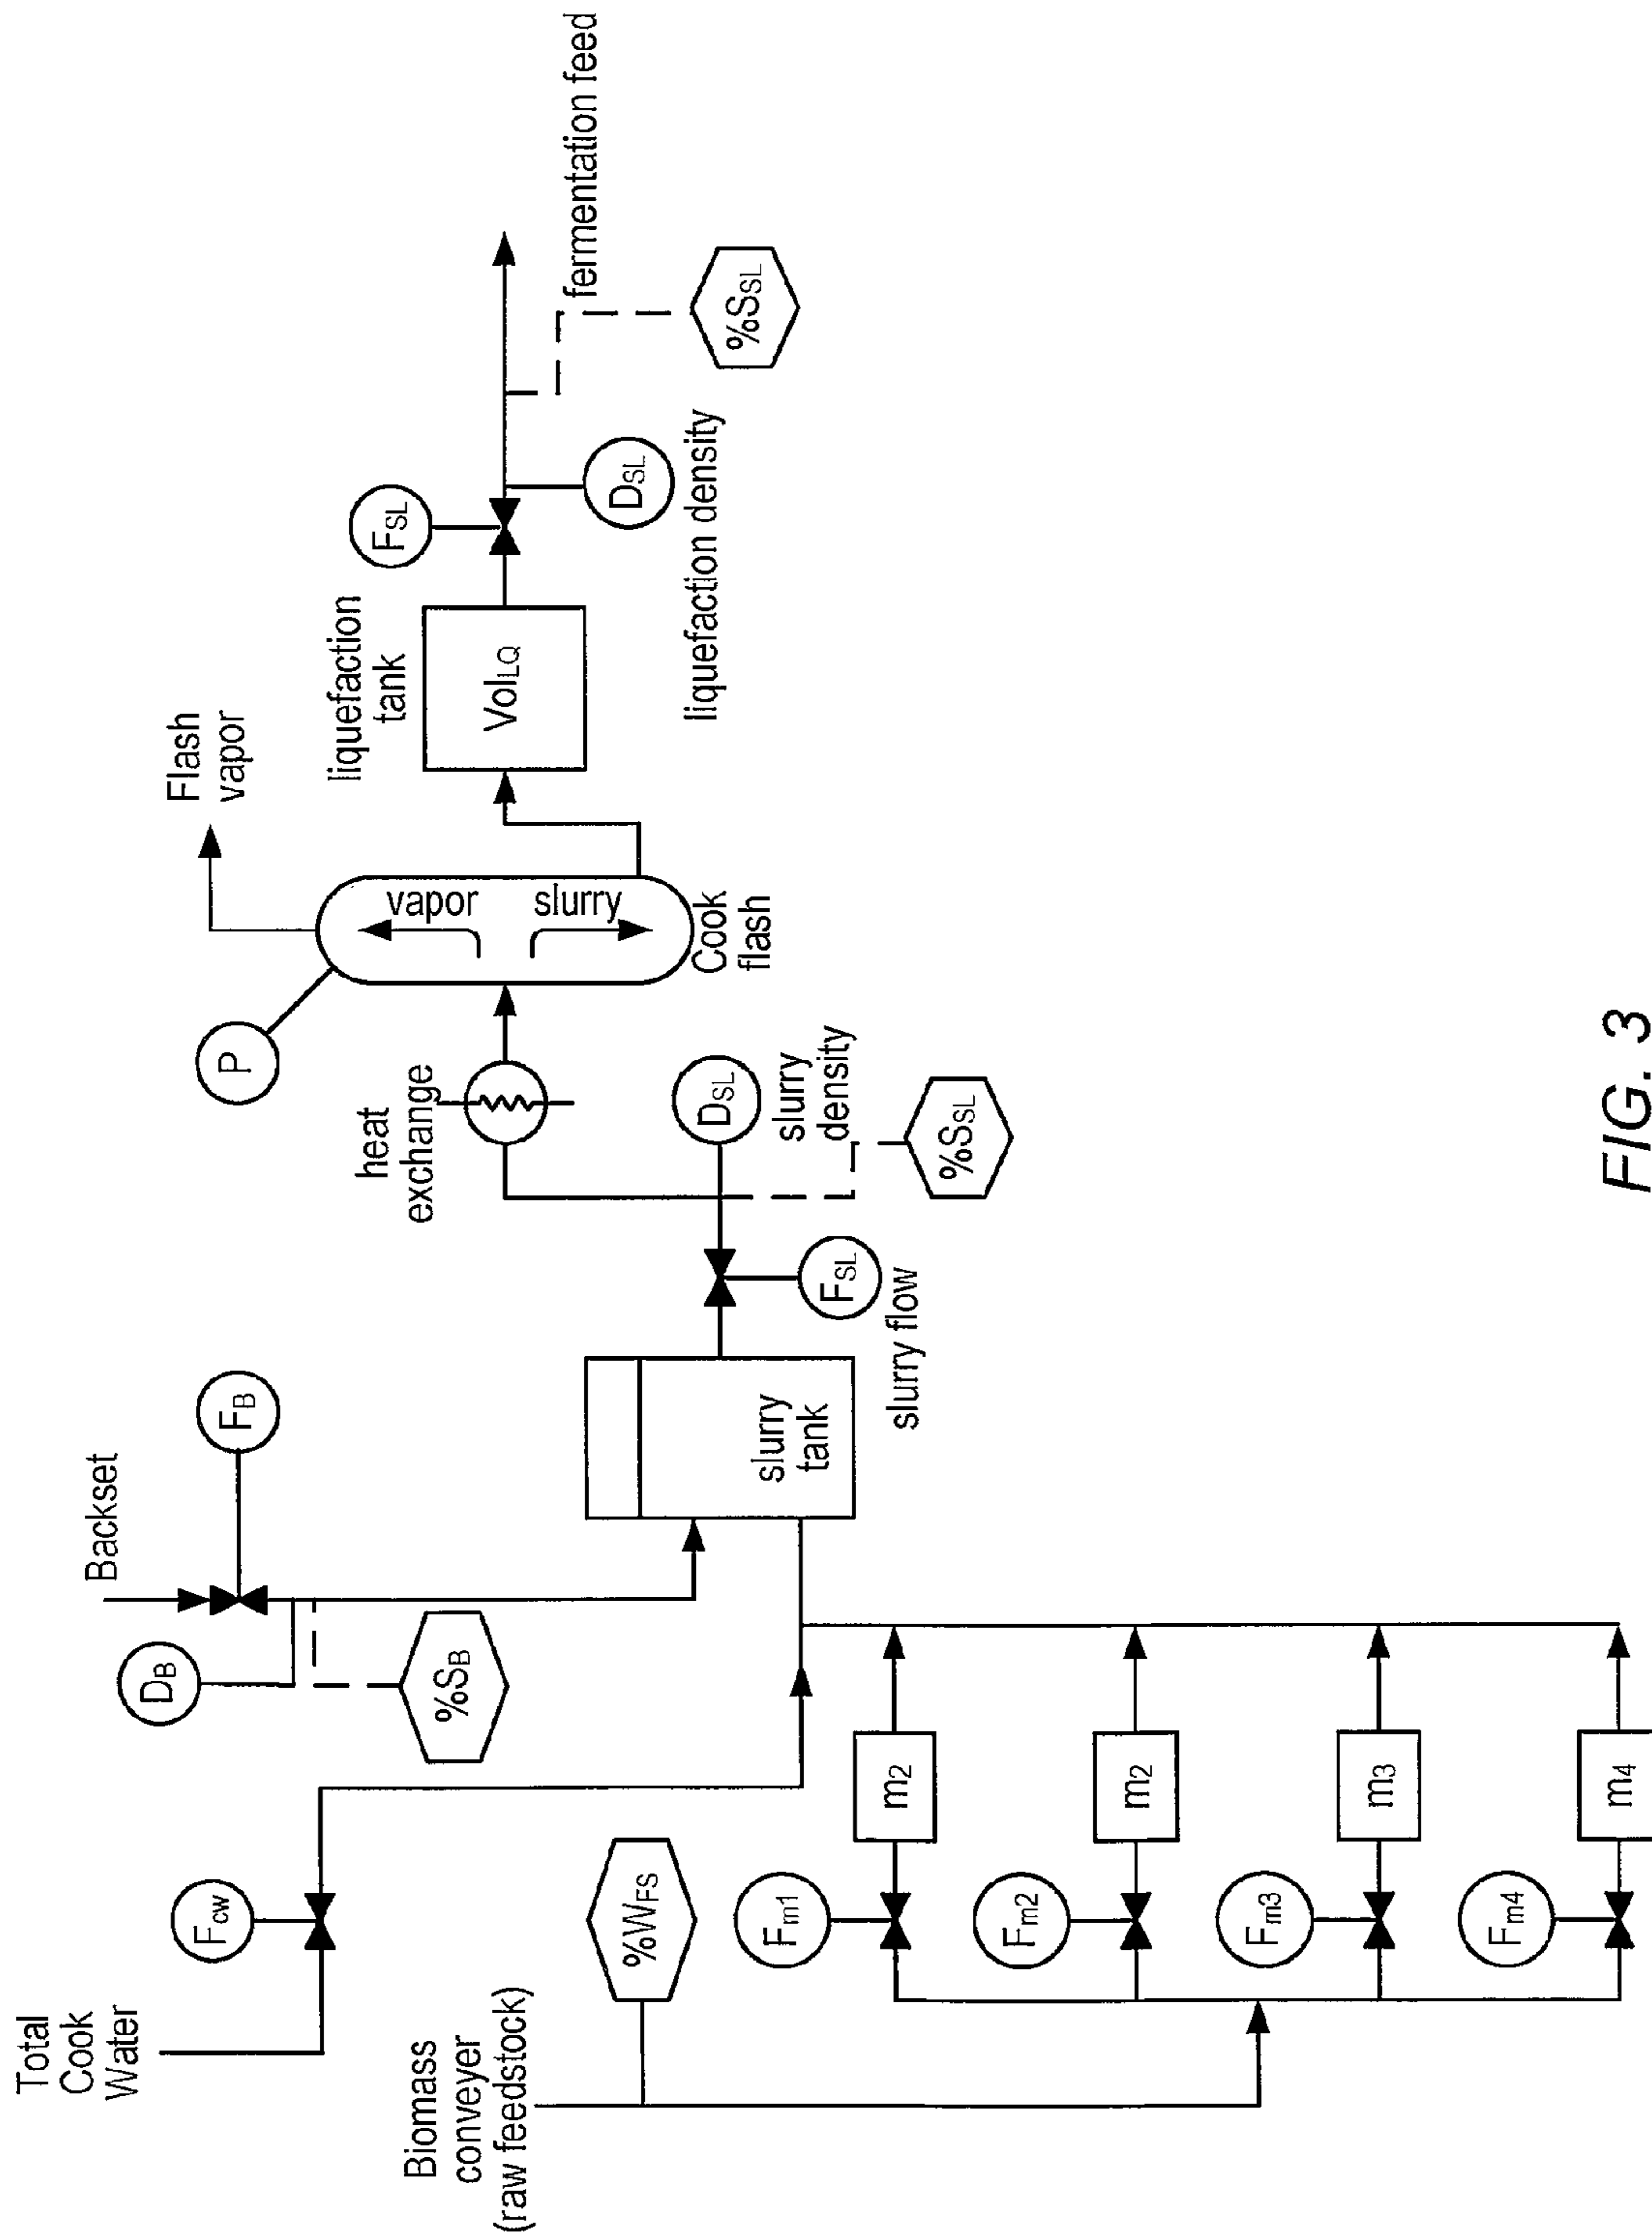 Total
Cook
Water
Fcw
Backset
FB
DB
%SB
Biomass
conveyer
(raw feedstock)
%WFS
Fm1
m2
Fm2
m2
Fm3
m3
Fm4
m4
slurry
tank
FSL
slurry flow
DSL
slurry
density
%SSL
heat
exchange
P
Flash
vapor
vapor
slurry
Cook
flash
liquefaction
tank
VolLQ
FSL
DSL
liquefaction density
%SSL
fermentation feed
FIG. 3